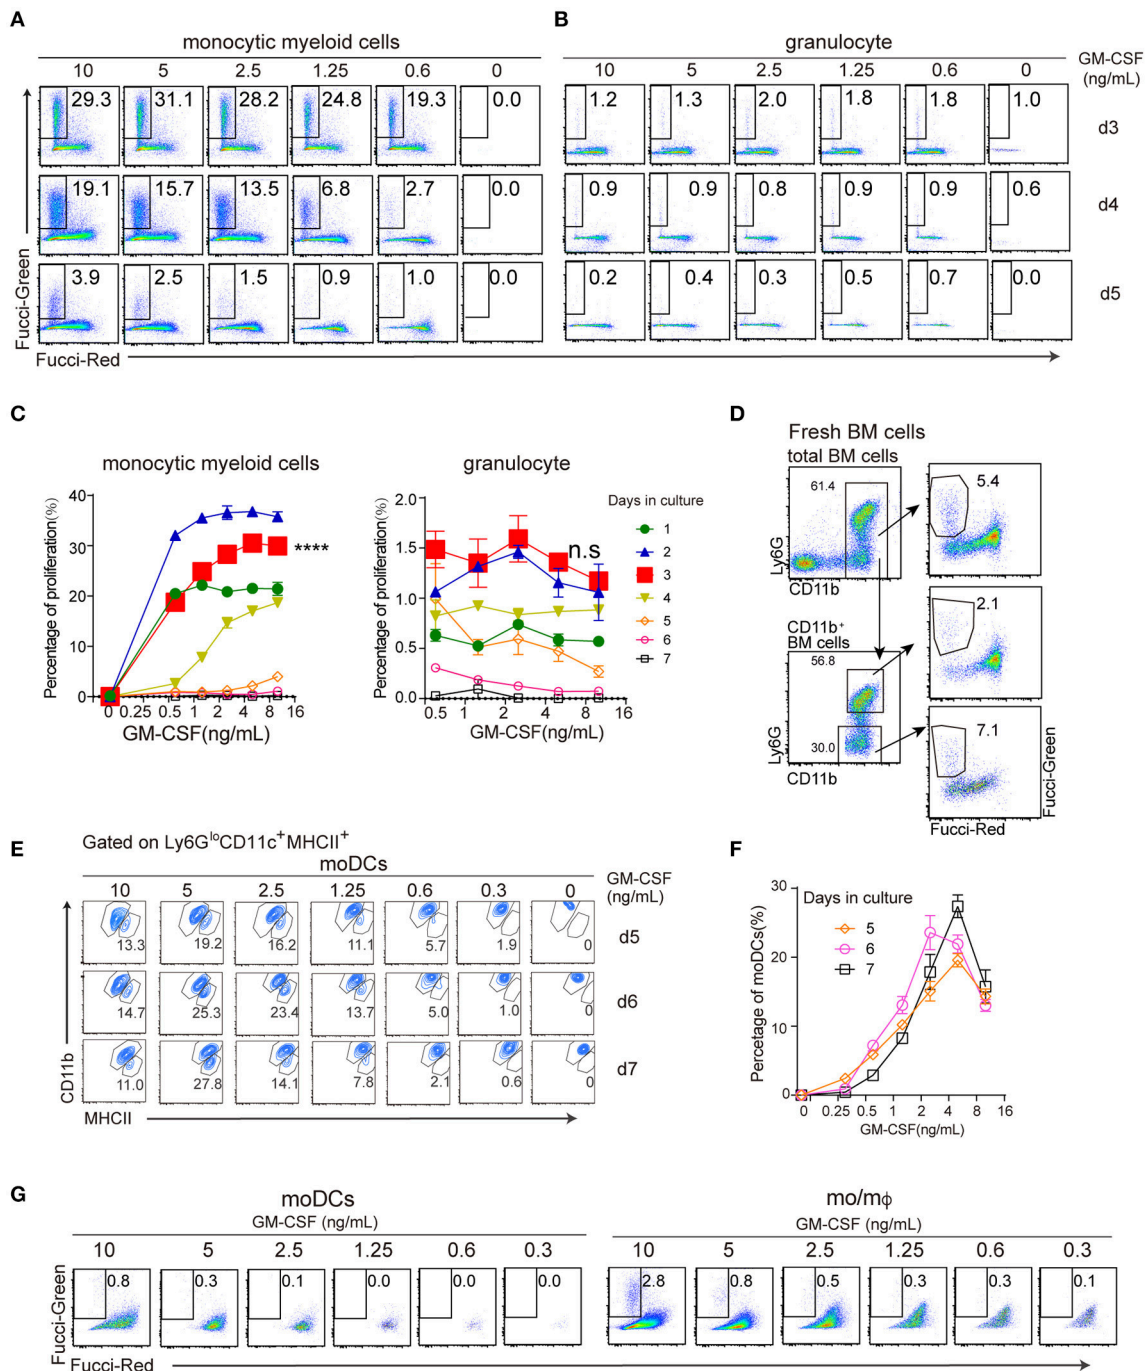 A
B
monocytic myeloid cells
granulocyte
10 5 2.5 1.25 0.6 0
10 5 2.5 1.25 0.6 0
GM-CSF
(ng/mL)
29.3 31.1 28.2 24.8 19.3 0.0
1.2 1.3 2.0 1.8 1.8 1.0
d3
19.1 15.7 13.5 6.8 2.7 0.0
0.9 0.9 0.8 0.9 0.9 0.6
d4
3.9 2.5 1.5 0.9 1.0 0.0
0.2 0.4 0.3 0.5 0.7 0.0
d5
Fucci-Green
Fucci-Red
C
monocytic myeloid cells
Percentage of proliferation(%)
40
30
20
10
0
****
0 0.25 0.5 1 2 4 8 16
GM-CSF(ng/mL)
granulocyte
Percentage of proliferation(%)
2.0
1.5
1.0
0.5
0.0
n.s
0.5 1 2 4 8 16
GM-CSF(ng/mL)
Days in culture
1
2
3
4
5
6
7
D
Fresh BM cells
total BM cells
61.4
5.4
Ly6G
CD11b
2.1
CD11b+
BM cells
56.8
30.0
Ly6G
CD11b
7.1
Fucci-Green
Fucci-Red
E
Gated on Ly6GloCD11c+MHCII+
moDCs
10 5 2.5 1.25 0.6 0.3 0
GM-CSF
(ng/mL)
13.3 19.2 16.2 11.1 5.7 1.9 0
d5
14.7 25.3 23.4 13.7 5.0 1.0 0
d6
11.0 27.8 14.1 7.8 2.1 0.6 0
d7
CD11b
MHCII
F
Percetage of moDCs(%)
30
20
10
0
Days in culture
5
6
7
0 0.25 0.5 1 2 4 8 16
GM-CSF(ng/mL)
G
moDCs
GM-CSF (ng/mL)
10 5 2.5 1.25 0.6 0.3
0.8 0.3 0.1 0.0 0.0 0.0
mo/mϕ
GM-CSF (ng/mL)
10 5 2.5 1.25 0.6 0.3
2.8 0.8 0.5 0.3 0.3 0.1
Fucci-Green
Fucci-Red